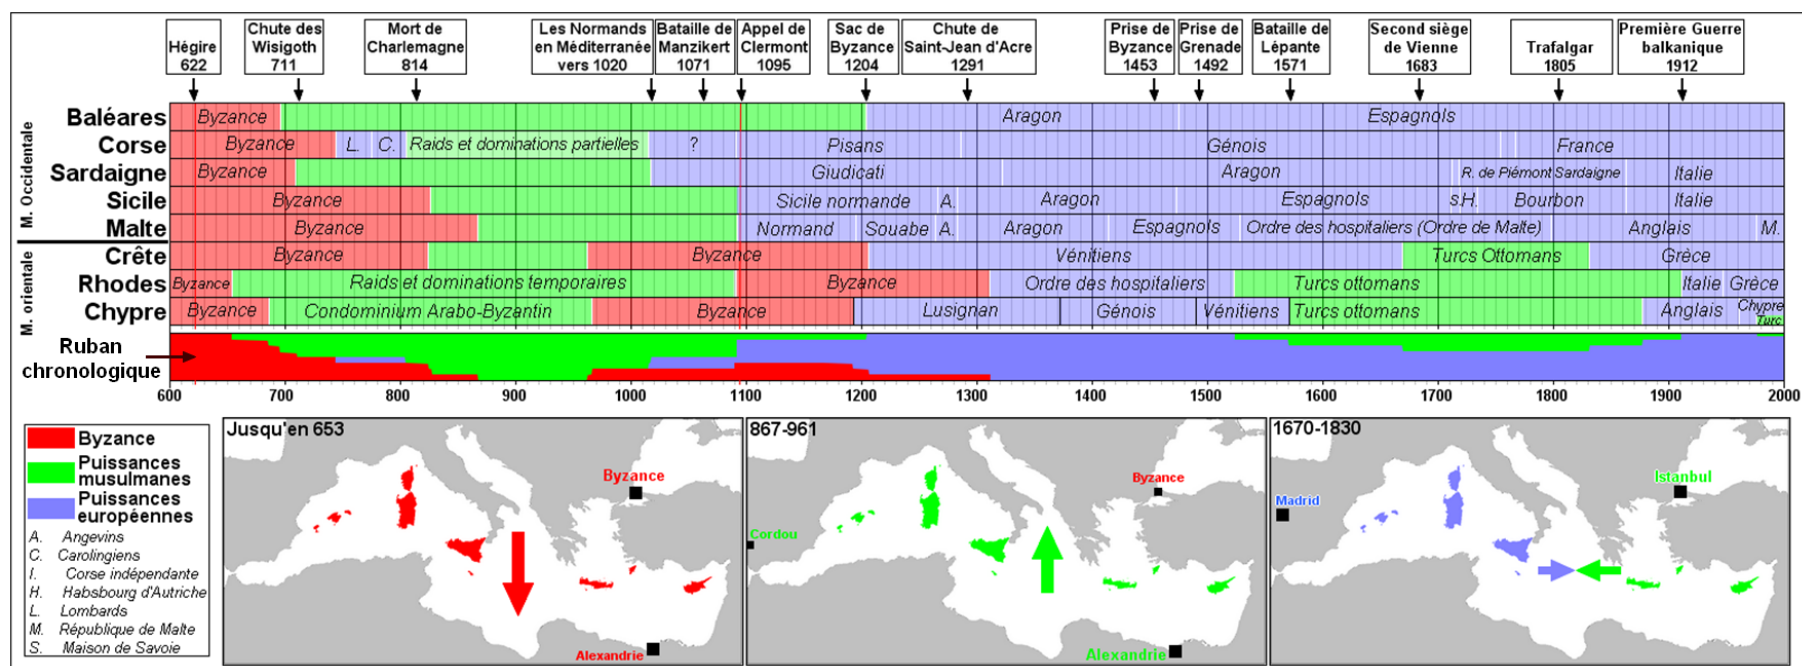 Hégire
622
Chute des
Wisigoth
711
Mort de
Charlemagne
814
Les Normands
en Méditerranée
vers 1020
Bataille de
Manzikert
1071
Appel de
Clermont
1095
Sac de
Byzance
1204
Chute de
Saint-Jean d'Acre
1291
Prise de
Byzance
1453
Prise de
Grenade
1492
Bataille de
Lépante
1571
Second siège
de Vienne
1683
Trafalgar
1805
Première Guerre
balkanique
1912
M. Occidentale
Baléares Byzance Aragon Espagnols
Corse Byzance L. C. Raids et dominations partielles ? Pisans Génois France
Sardaigne Byzance Giudicati Aragon R. de Piémont Sardaigne Italie
Sicile Byzance Sicile normande A. Aragon Espagnols s. H. Bourbon Italie
Malte Byzance Normand Souabe A. Aragon Espagnols Ordre des hospitaliers (Ordre de Malte) Anglais M.
M. orientale
Crête Byzance Byzance Vénitiens Turcs Ottomans Grèce
Rhodes Byzance Raids et dominations temporaires Byzance Ordre des hospitaliers Turcs ottomans Italie Grèce
Chypre Byzance Condominium Arabo-Byzantin Byzance Lusignan Génois Vénitiens Turcs ottomans Anglais Chypre
Turc
Ruban
chronologique
600 700 800 900 1000 1100 1200 1300 1400 1500 1600 1700 1800 1900 2000
Byzance
Puissances
musulmanes
Puissances
européennes
A. Angevins
C. Carolingiens
I. Corse indépendante
H. Habsbourg d'Autriche
L. Lombards
M. République de Malte
S. Maison de Savoie
Jusqu'en 653
Byzance
Alexandrie
867-961
Byzance
Cordou
Alexandrie
1670-1830
Istanbul
Madrid